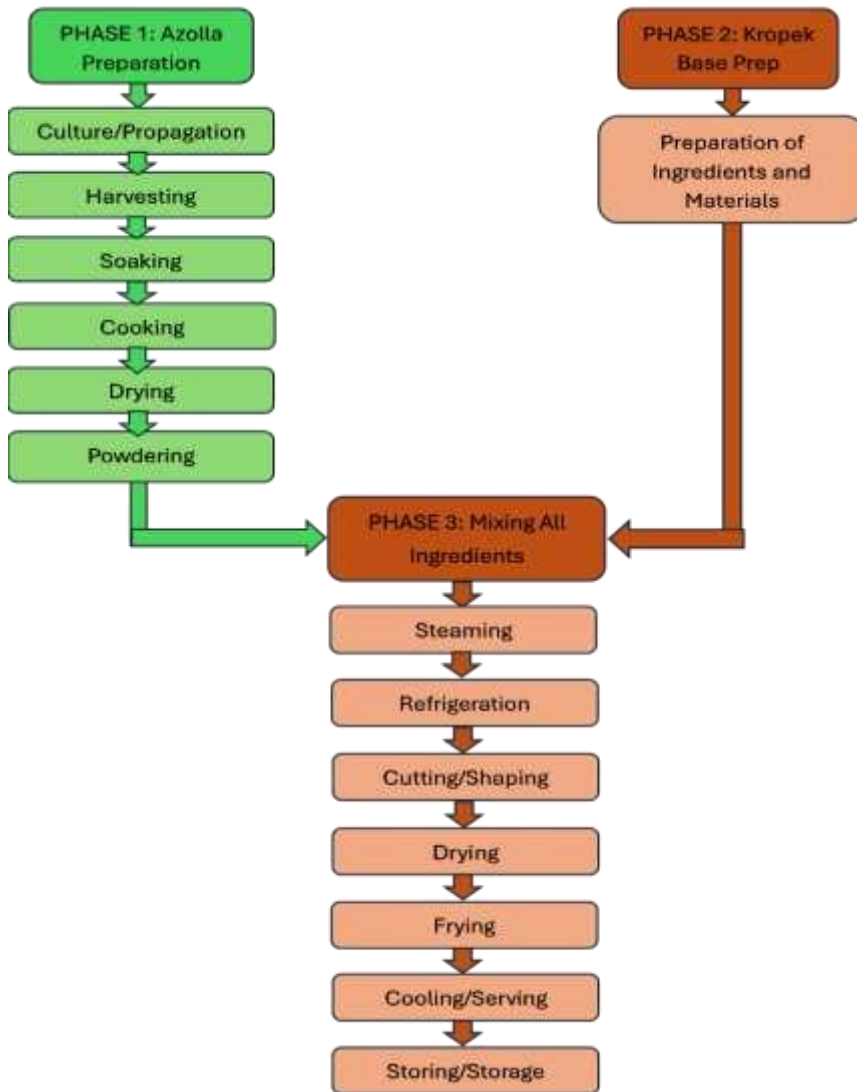 PHASE 1: Azolla
Preparation
Culture/Propagation
Harvesting
Soaking
Cooking
Drying
Powdering
PHASE 2: Kropek
Base Prep
Preparation of
Ingredients and
Materials
PHASE 3: Mixing All
Ingredients
Steaming
Refrigeration
Cutting/Shaping
Drying
Frying
Cooling/Serving
Storing/Storage